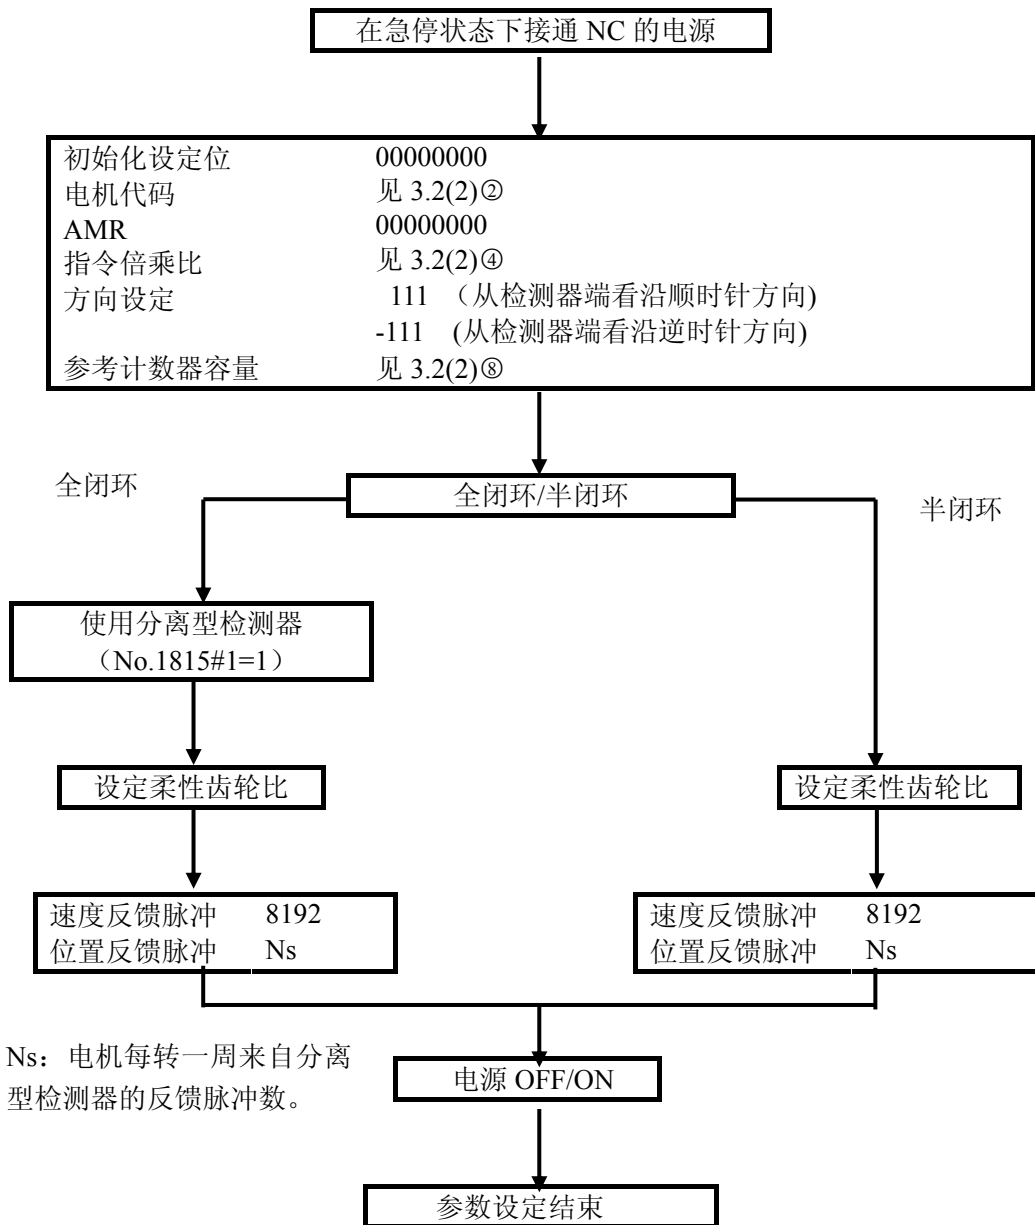 在急停状态下接通 NC 的电源
初始化设定位 00000000
电机代码 见 3.2(2)②
AMR 00000000
指令倍乘比 见 3.2(2)④
方向设定 111 （从检测器端看沿顺时针方向)
-111 (从检测器端看沿逆时针方向)
参考计数器容量 见 3.2(2)⑧
全闭环
全闭环/半闭环
半闭环
使用分离型检测器
（No.1815#1=1）
设定柔性齿轮比
设定柔性齿轮比
速度反馈脉冲 8192
位置反馈脉冲 Ns
速度反馈脉冲 8192
位置反馈脉冲 Ns
Ns：电机每转一周来自分离
型检测器的反馈脉冲数。
电源 OFF/ON
参数设定结束